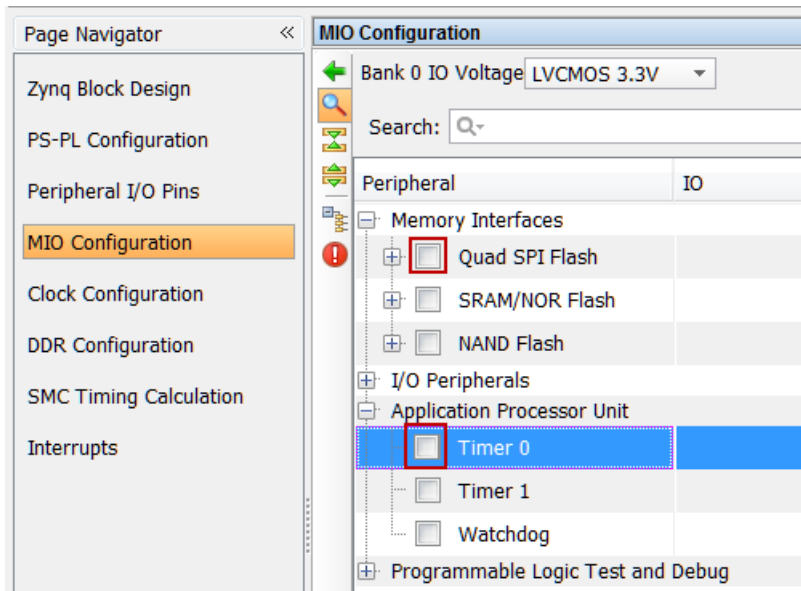 Page Navigator «
Zynq Block Design
PS-PL Configuration
Peripheral I/O Pins
MIO Configuration
Clock Configuration
DDR Configuration
SMC Timing Calculation
Interrupts
MIO Configuration
Bank 0 IO Voltage LVCMOS 3.3V
Search:
Peripheral IO
Memory Interfaces
Quad SPI Flash
SRAM/NOR Flash
NAND Flash
I/O Peripherals
Application Processor Unit
Timer 0
Timer 1
Watchdog
Programmable Logic Test and Debug